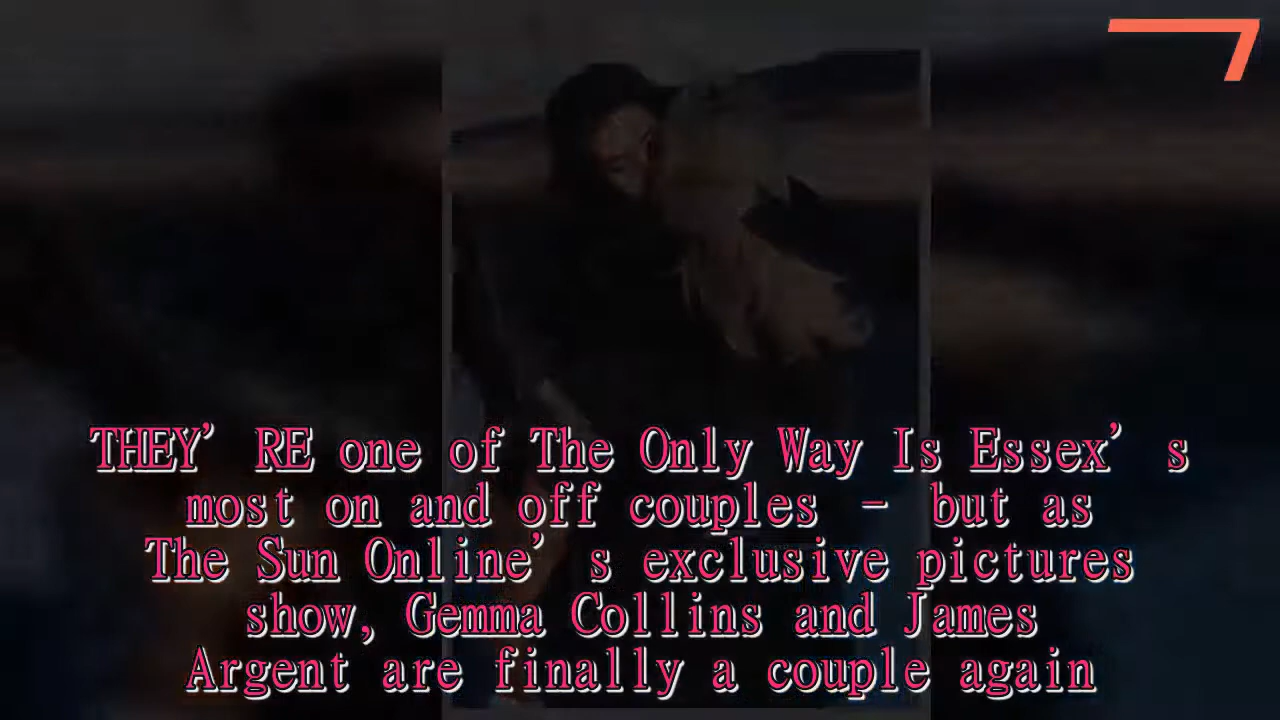 THEY’RE one of The Only Way Is Essex’s
most on and off couples - but as
The Sun Online’s exclusive pictures
show, Gemma Collins and James
Argent are finally a couple again